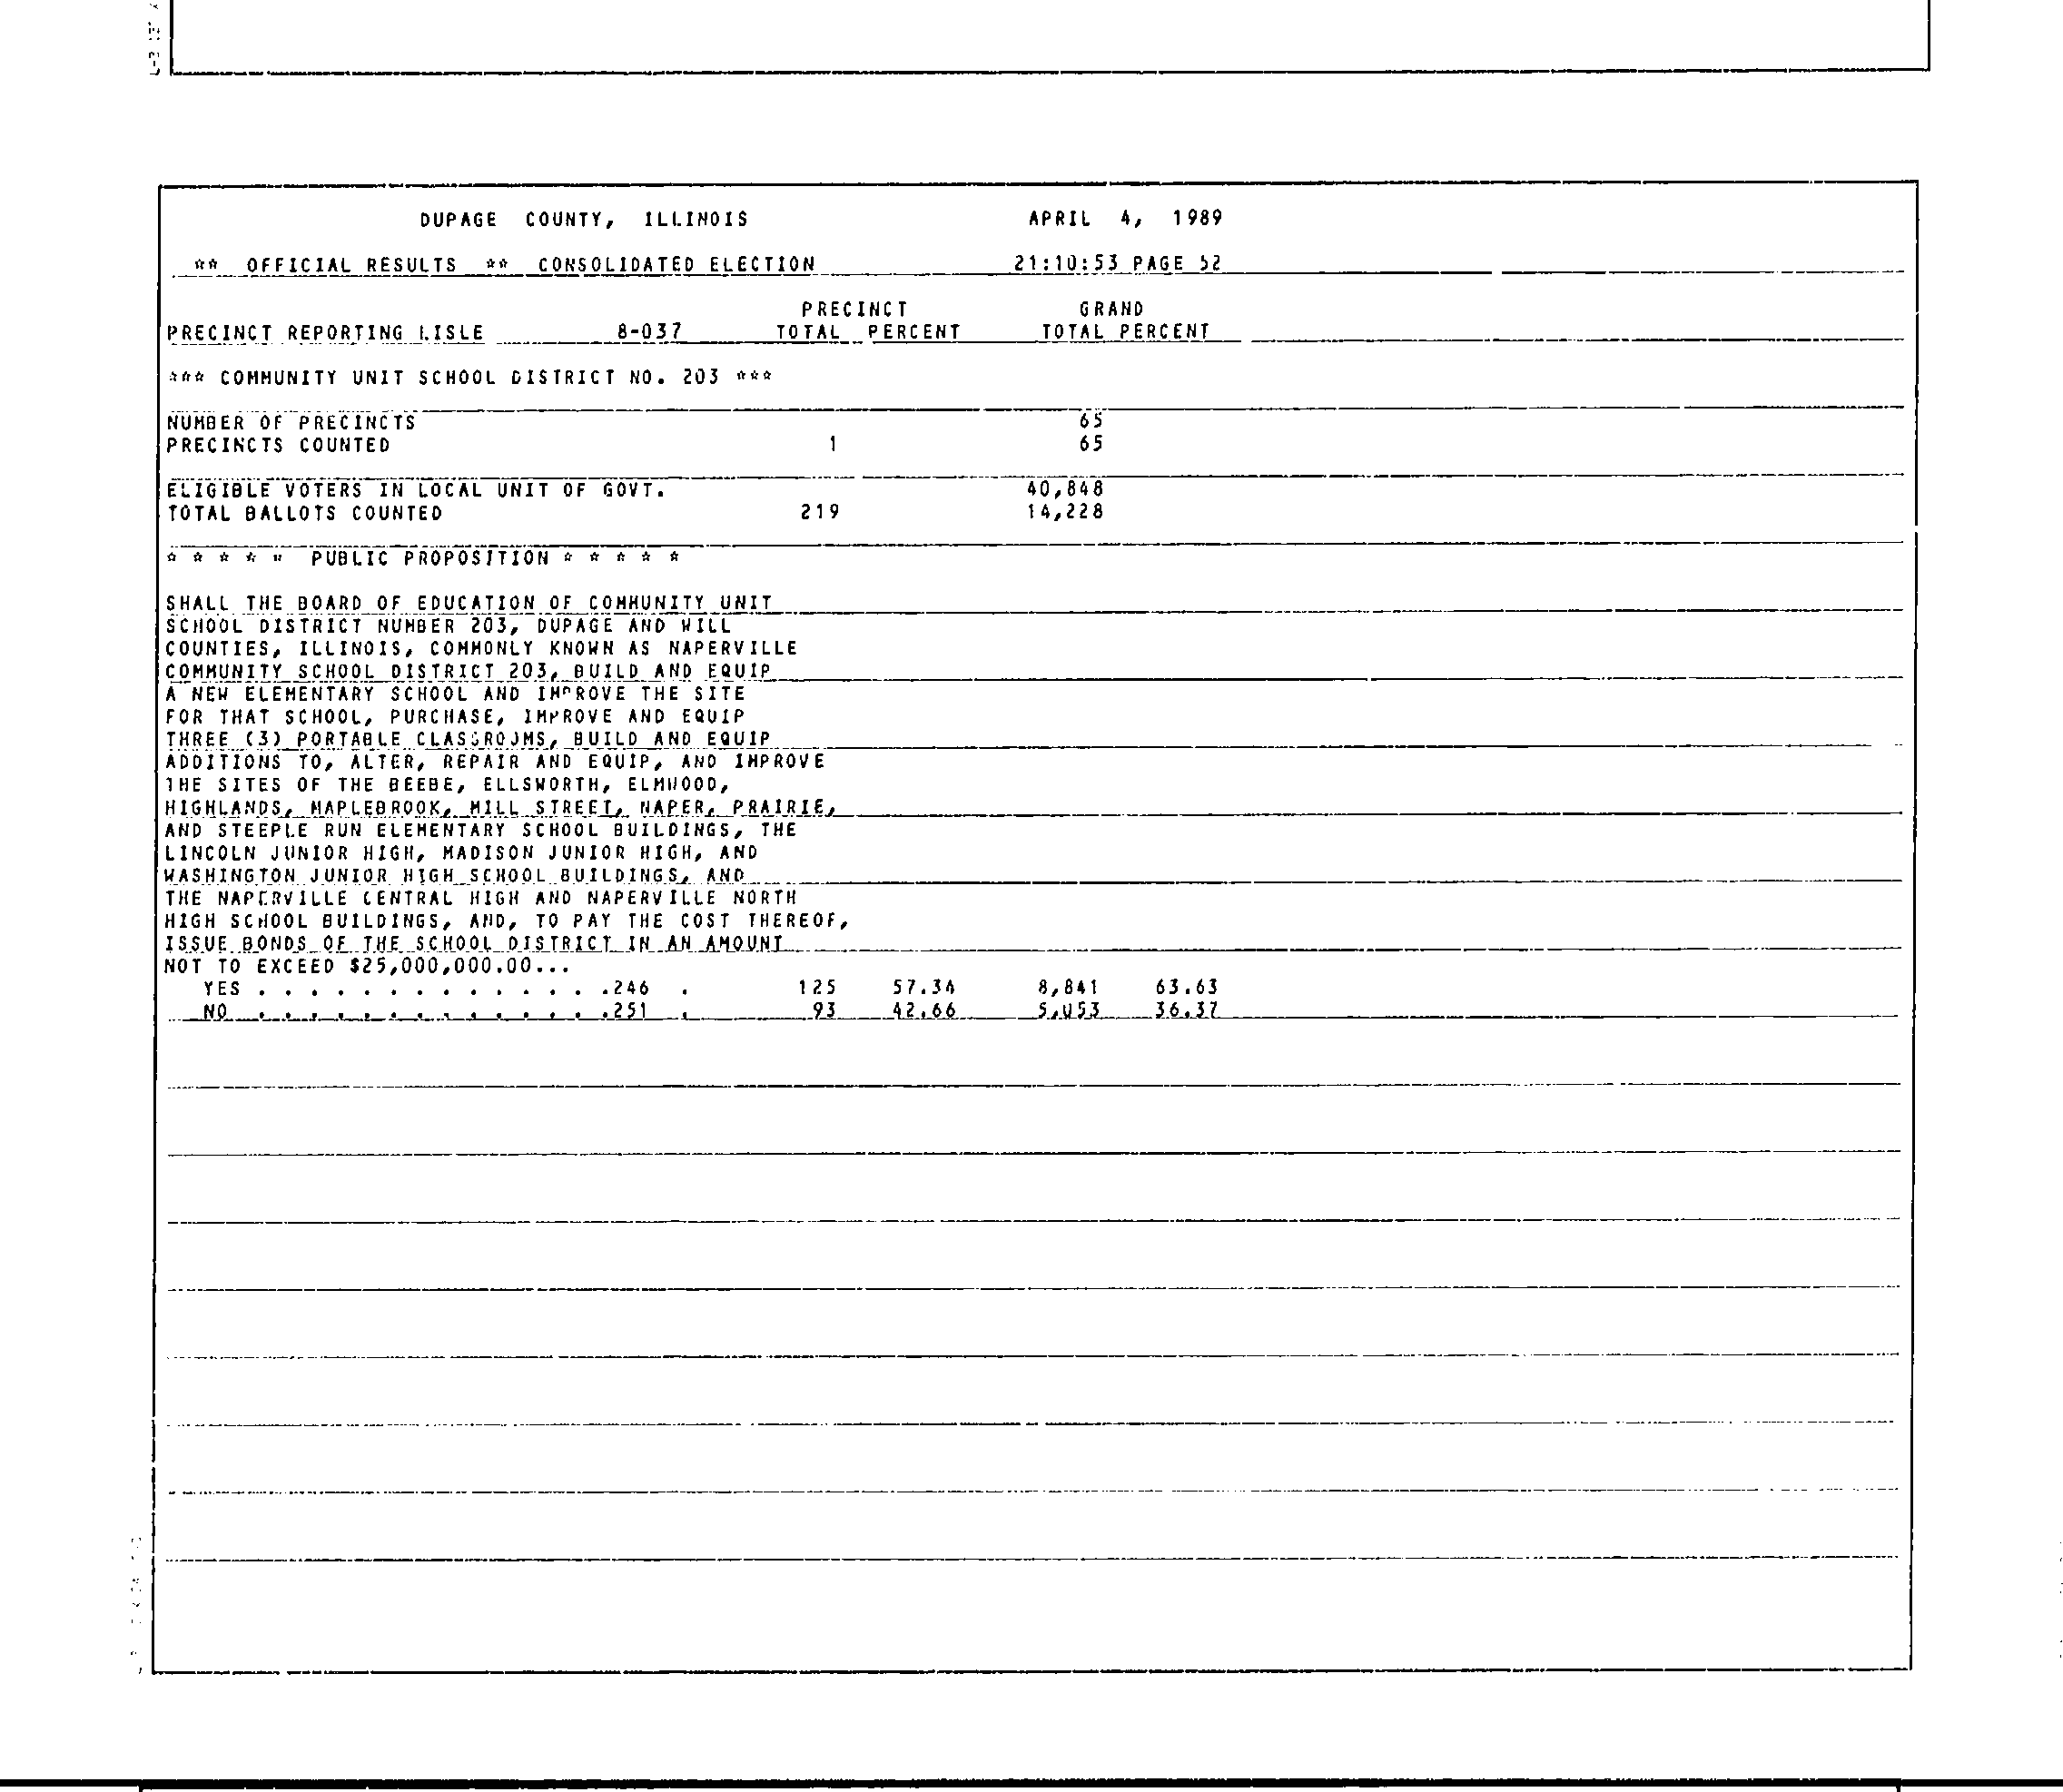 DUPAGE COUNTY, ILLINOIS APRIL 4, 1989
** OFFICIAL RESULTS ** CONSOLIDATED ELECTION 21:10:53 PAGE 52
PRECINCT GRAND
PRECINCT REPORTING LISLE 8-037 TOTAL PERCENT TOTAL PERCENT
*** COMMUNITY UNIT SCHOOL DISTRICT NO. 203 ***
NUMBER OF PRECINCTS 65
PRECINCTS COUNTED 1 65
ELIGIBLE VOTERS IN LOCAL UNIT OF GOVT. 40,848
TOTAL BALLOTS COUNTED 219 14,228
* * * * * PUBLIC PROPOSITION * * * * *
SHALL THE BOARD OF EDUCATION OF COMMUNITY UNIT
SCHOOL DISTRICT NUMBER 203, DUPAGE AND WILL
COUNTIES, ILLINOIS, COMMONLY KNOWN AS NAPERVILLE
COMMUNITY SCHOOL DISTRICT 203, BUILD AND EQUIP
A NEW ELEMENTARY SCHOOL AND IMPROVE THE SITE
FOR THAT SCHOOL, PURCHASE, IMPROVE AND EQUIP
THREE (3) PORTABLE CLASSROOMS, BUILD AND EQUIP
ADDITIONS TO, ALTER, REPAIR AND EQUIP, AND IMPROVE
THE SITES OF THE BEEBE, ELLSWORTH, ELMWOOD,
HIGHLANDS, MAPLEBROOK, MILL STREET, NAPER, PRAIRIE,
AND STEEPLE RUN ELEMENTARY SCHOOL BUILDINGS, THE
LINCOLN JUNIOR HIGH, MADISON JUNIOR HIGH, AND
WASHINGTON JUNIOR HIGH SCHOOL BUILDINGS, AND
THE NAPERVILLE CENTRAL HIGH AND NAPERVILLE NORTH
HIGH SCHOOL BUILDINGS, AND, TO PAY THE COST THEREOF,
ISSUE BONDS OF THE SCHOOL DISTRICT IN AN AMOUNT
NOT TO EXCEED $25,000,000.00...
YES . . . . . . . . . . . . . .246 . 125 57.34 8,841 63.63
NO . . . . . . . . . . . . . .251 . 93 42.66 5,053 36.37